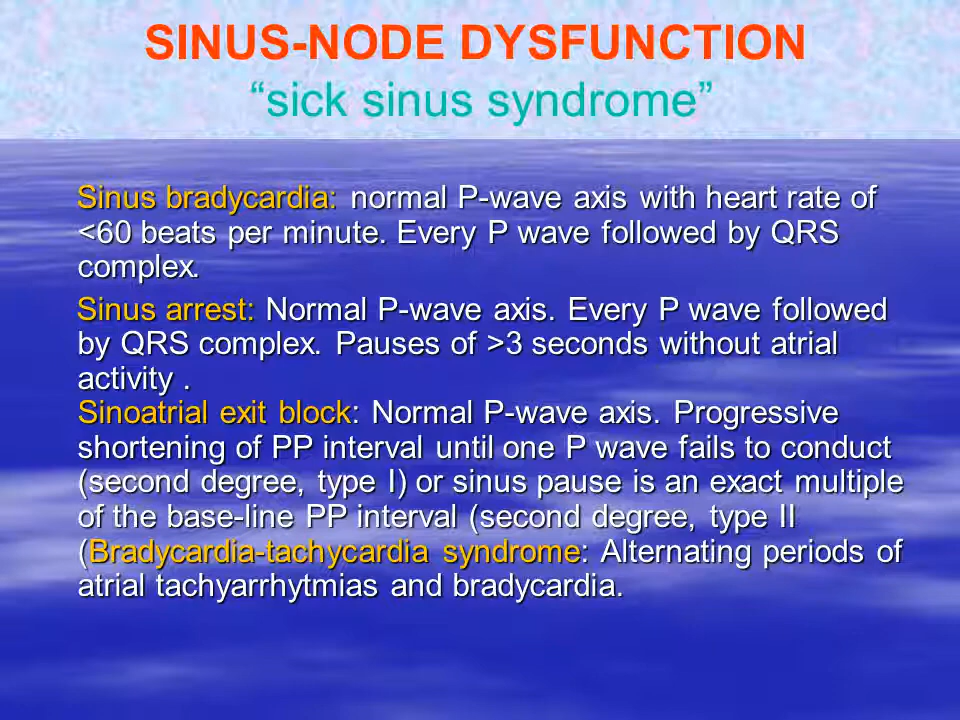 SINUS-NODE DYSFUNCTION
“sick sinus syndrome”
Sinus bradycardia: normal P-wave axis with heart rate of
<60 beats per minute. Every P wave followed by QRS
complex.
Sinus arrest: Normal P-wave axis. Every P wave followed
by QRS complex. Pauses of >3 seconds without atrial
activity .
Sinoatrial exit block: Normal P-wave axis. Progressive
shortening of PP interval until one P wave fails to conduct
(second degree, type I) or sinus pause is an exact multiple
of the base-line PP interval (second degree, type II
(Bradycardia-tachycardia syndrome: Alternating periods of
atrial tachyarrhytmias and bradycardia.